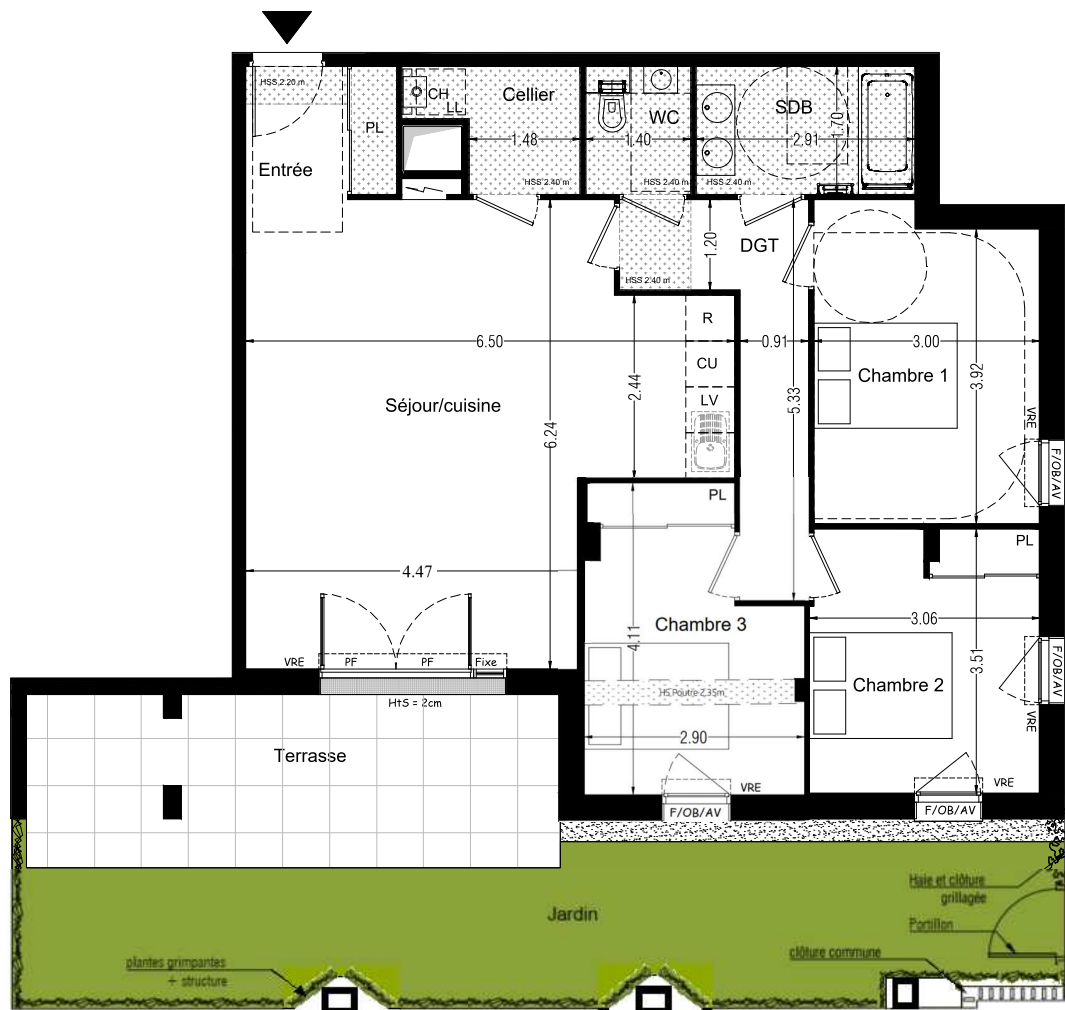 HSS 2.20 m
PL
CH
LL
Cellier
WC
SDB
1.70
1.48
1.40
2.91
Entrée
HSS 2.40 m
HSS 2.40 m
HSS 2.40 m
1.20
DGT
HSS 2.40 m
R
6.50
0.91
3.00
CU
Chambre 1
3.92
2.44
5.33
LV
Séjour/cuisine
6.24
VRE
F/OB/AV
PL
4.47
PL
Chambre 3
4.11
3.06
3.51
VRE
PF
PF
Fixe
F/OB/AV
Chambre 2
HS Poutre 2.35m
HtS = 2cm
VRE
2.90
Terrasse
VRE
VRE
F/OB/AV
F/OB/AV
Haie et clôture
grillagée
Jardin
Portillon
plantes grimpantes
+ structure
clôture commune